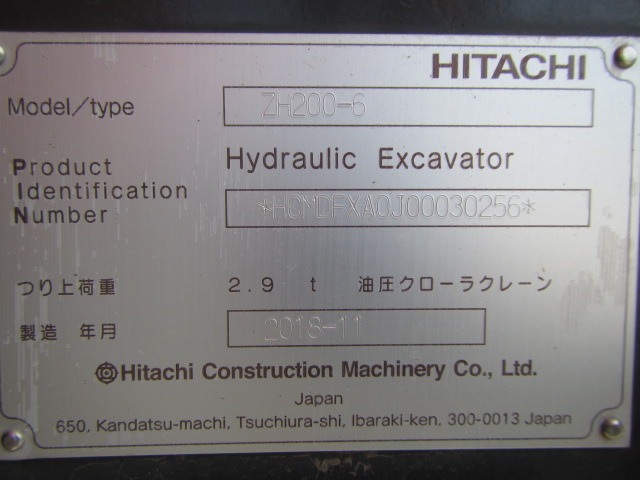 HITACHI
Model/type ZH200-6
Product Hydraulic Excavator
Identification
Number *HCMDFXA0J00030256*
つり上荷重 2.9 t 油圧クローラクレーン
製造 年月 2018-11
Hitachi Construction Machinery Co., Ltd.
Japan
650, Kandatsu-machi, Tsuchiura-shi, Ibaraki-ken, 300-0013 Japan